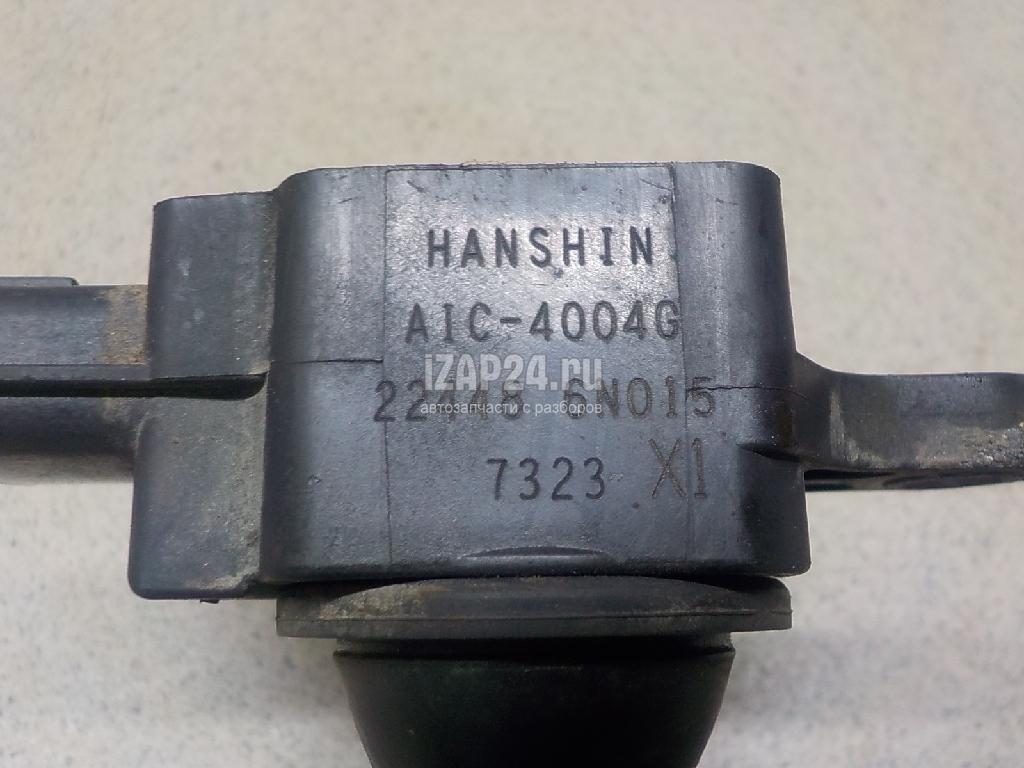 HANSHIN
AIC-4004G
iZAP24.ru
22448 6N015
автозапчасти с разборов
7323 X1